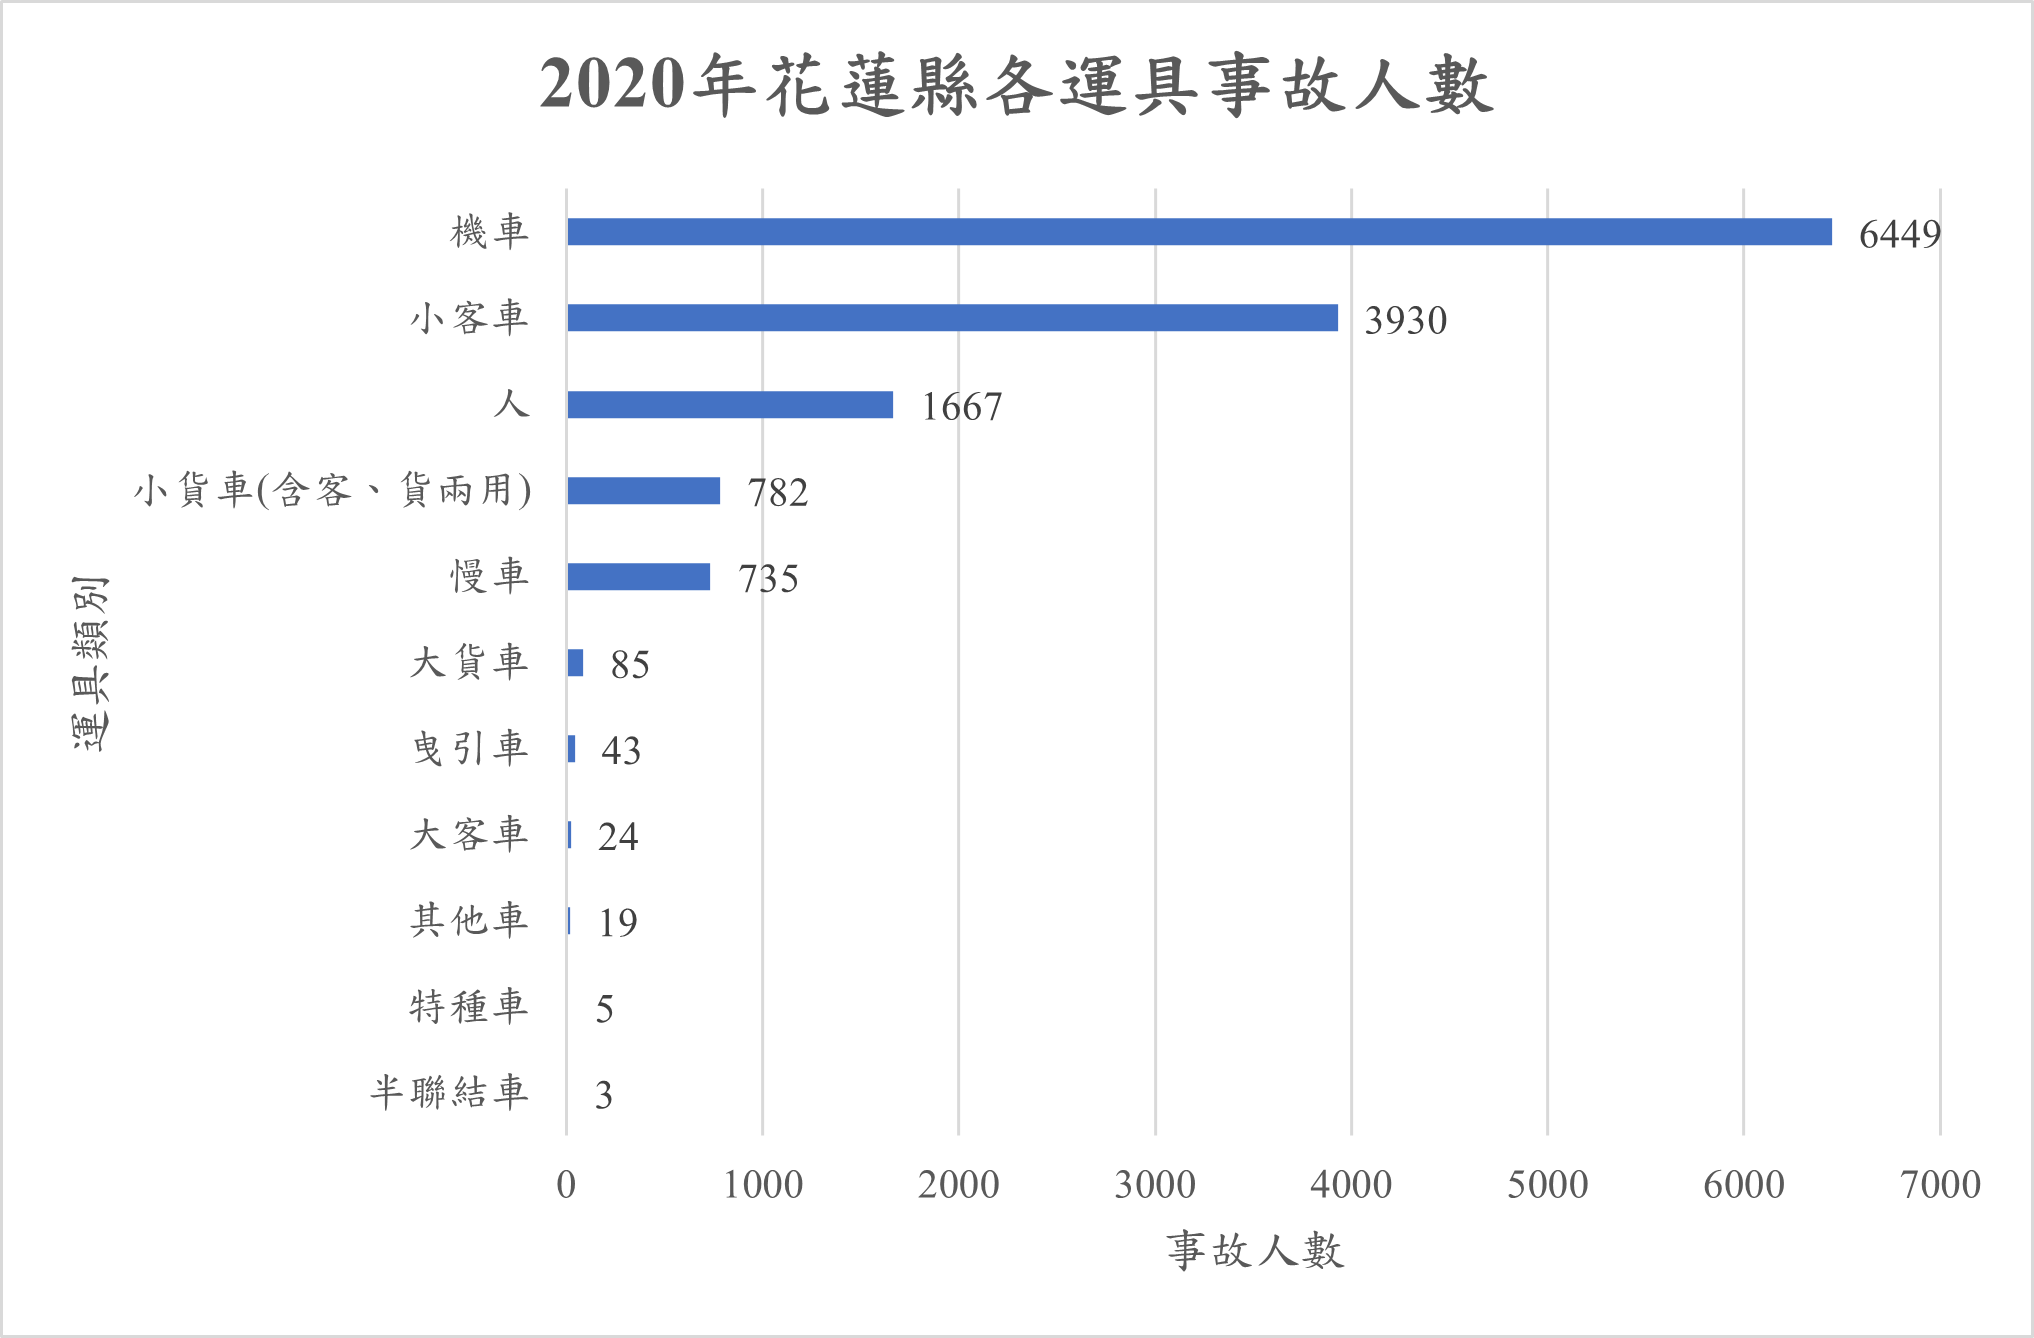 2020年花蓮縣各運具事故人數
機車 6449
小客車 3930
人 1667
小貨車(含客、貨兩用) 782
慢車 735
大貨車 85
曳引車 43
大客車 24
其他車 19
特種車 5
半聯結車 3
運具類別
0 1000 2000 3000 4000 5000 6000 7000
事故人數